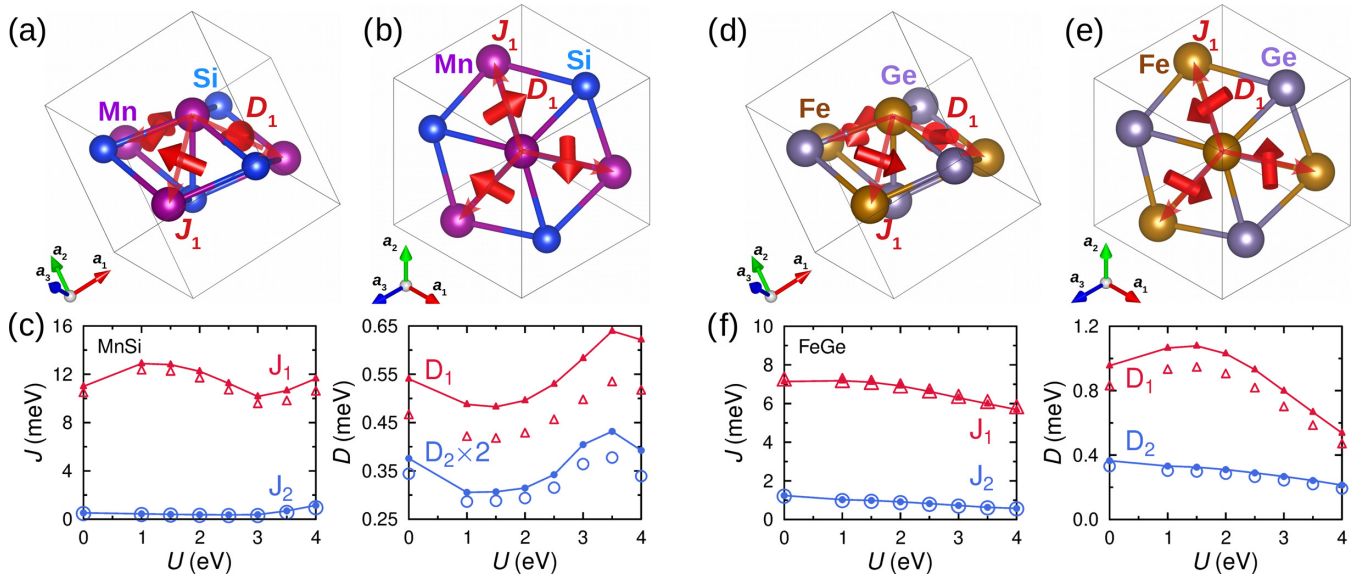 (a)
Si
Mn
D1
J1
a1
a2
a3
(b)
J1
Mn
Si
D1
a2
a3
a1
(c)
MnSi
J1
J2
J (meV)
16
12
8
4
0
0 1 2 3 4
U (eV)
D1
D2×2
D (meV)
0.65
0.55
0.45
0.35
0.25
0 1 2 3 4
U (eV)
(d)
Ge
Fe
D1
J1
a1
a2
a3
(e)
J1
Fe
Ge
D1
a2
a3
a1
(f)
FeGe
J1
J2
J (meV)
10
8
6
4
2
0
0 1 2 3 4
U (eV)
D1
D2
D (meV)
1.2
0.8
0.4
0.0
0 1 2 3 4
U (eV)